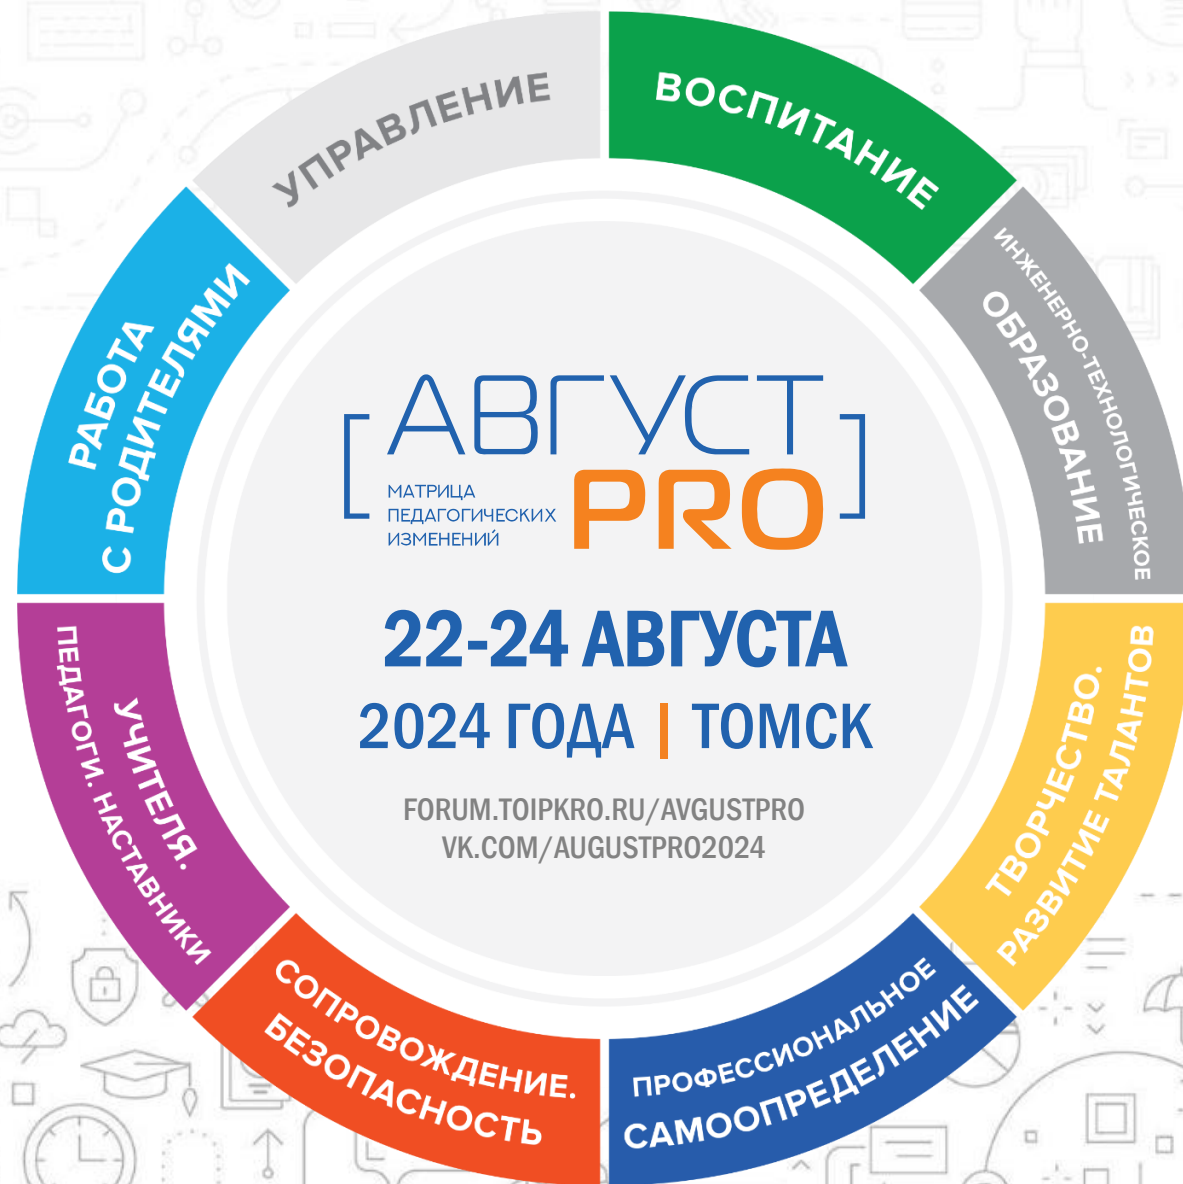 УПРАВЛЕНИЕ
ВОСПИТАНИЕ
ИНЖЕНЕРНО-ТЕХНОЛОГИЧЕСКОЕ
ОБРАЗОВАНИЕ
ТВОРЧЕСТВО.
РАЗВИТИЕ ТАЛАНТОВ
ПРОФЕССИОНАЛЬНОЕ
САМООПРЕДЕЛЕНИЕ
СОПРОВОЖДЕНИЕ.
БЕЗОПАСНОСТЬ
УЧИТЕЛЯ.
ПЕДАГОГИ. НАСТАВНИКИ
РАБОТА
С РОДИТЕЛЯМИ
[АВГУСТ
PRO]
МАТРИЦА
ПЕДАГОГИЧЕСКИХ
ИЗМЕНЕНИЙ
22-24 АВГУСТА
2024 ГОДА | ТОМСК
FORUM.TOIPKRO.RU/AVGUSTPRO
VK.COM/AUGUSTPRO2024